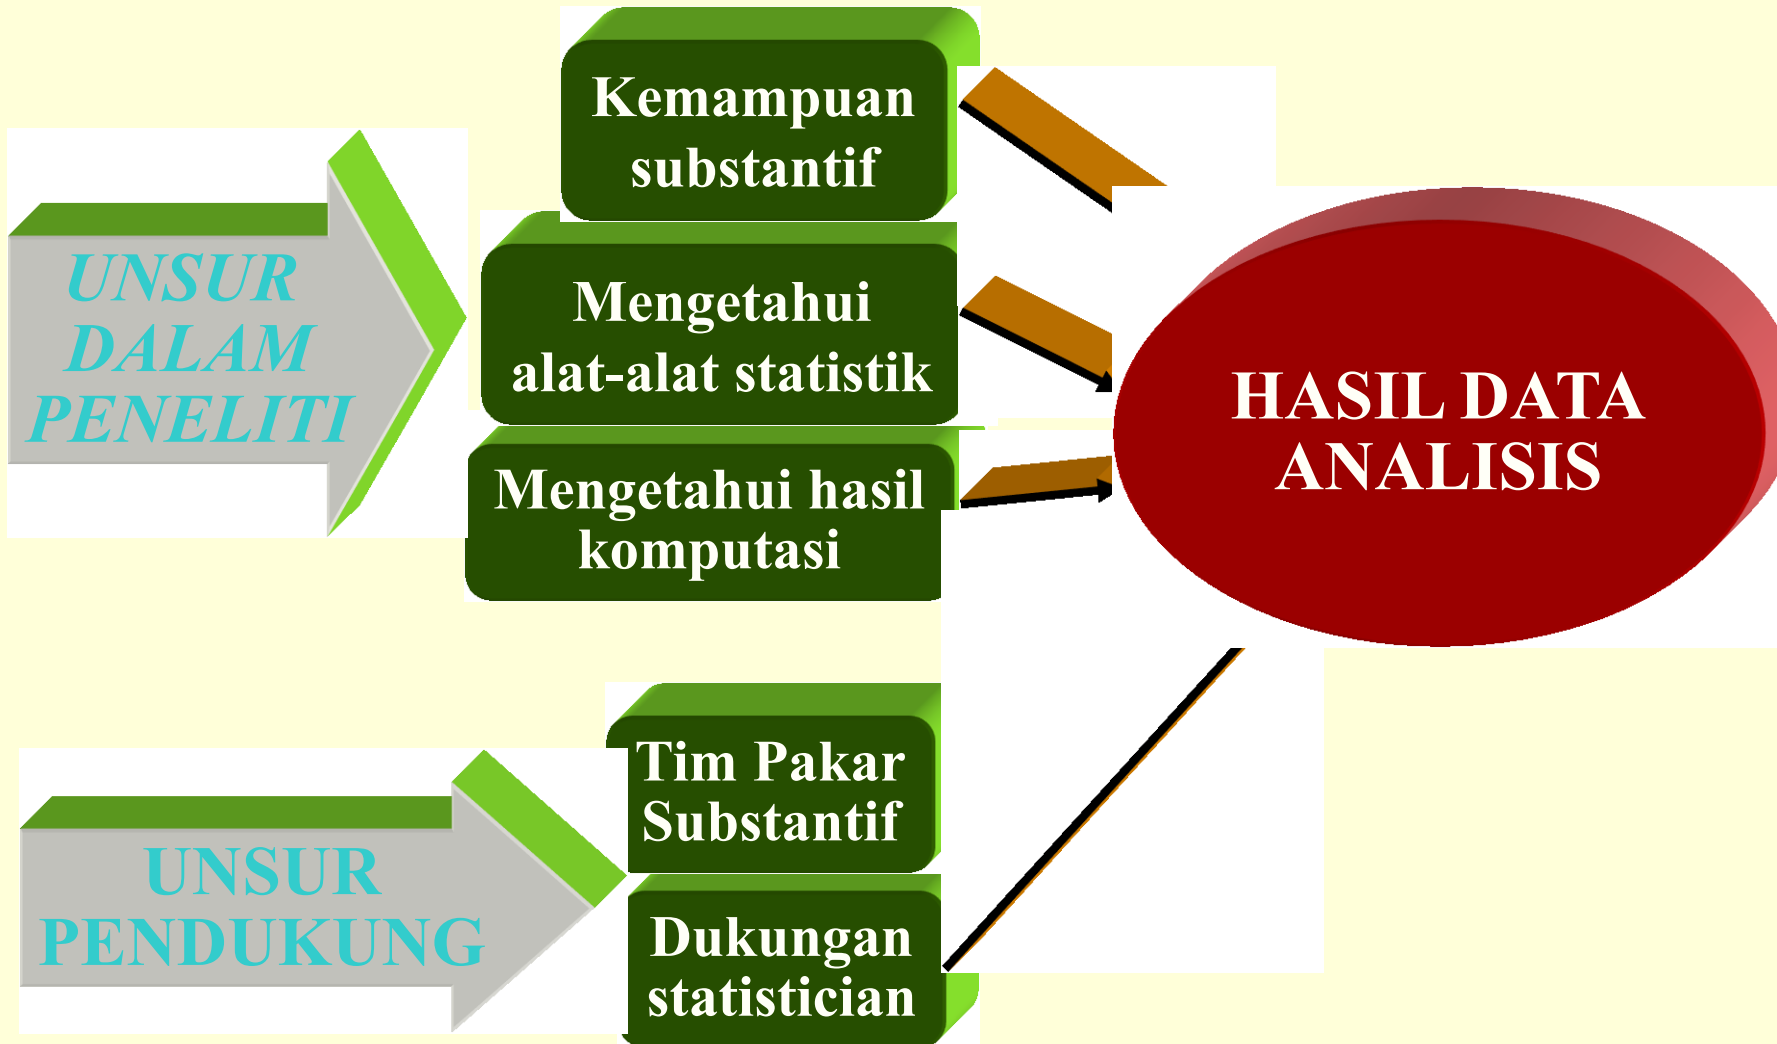 UNSUR
DALAM
PENELITI
Kemampuan
substantif
Mengetahui
alat-alat statistik
Mengetahui hasil
komputasi
HASIL DATA
ANALISIS
UNSUR
PENDUKUNG
Tim Pakar
Substantif
Dukungan
statistician